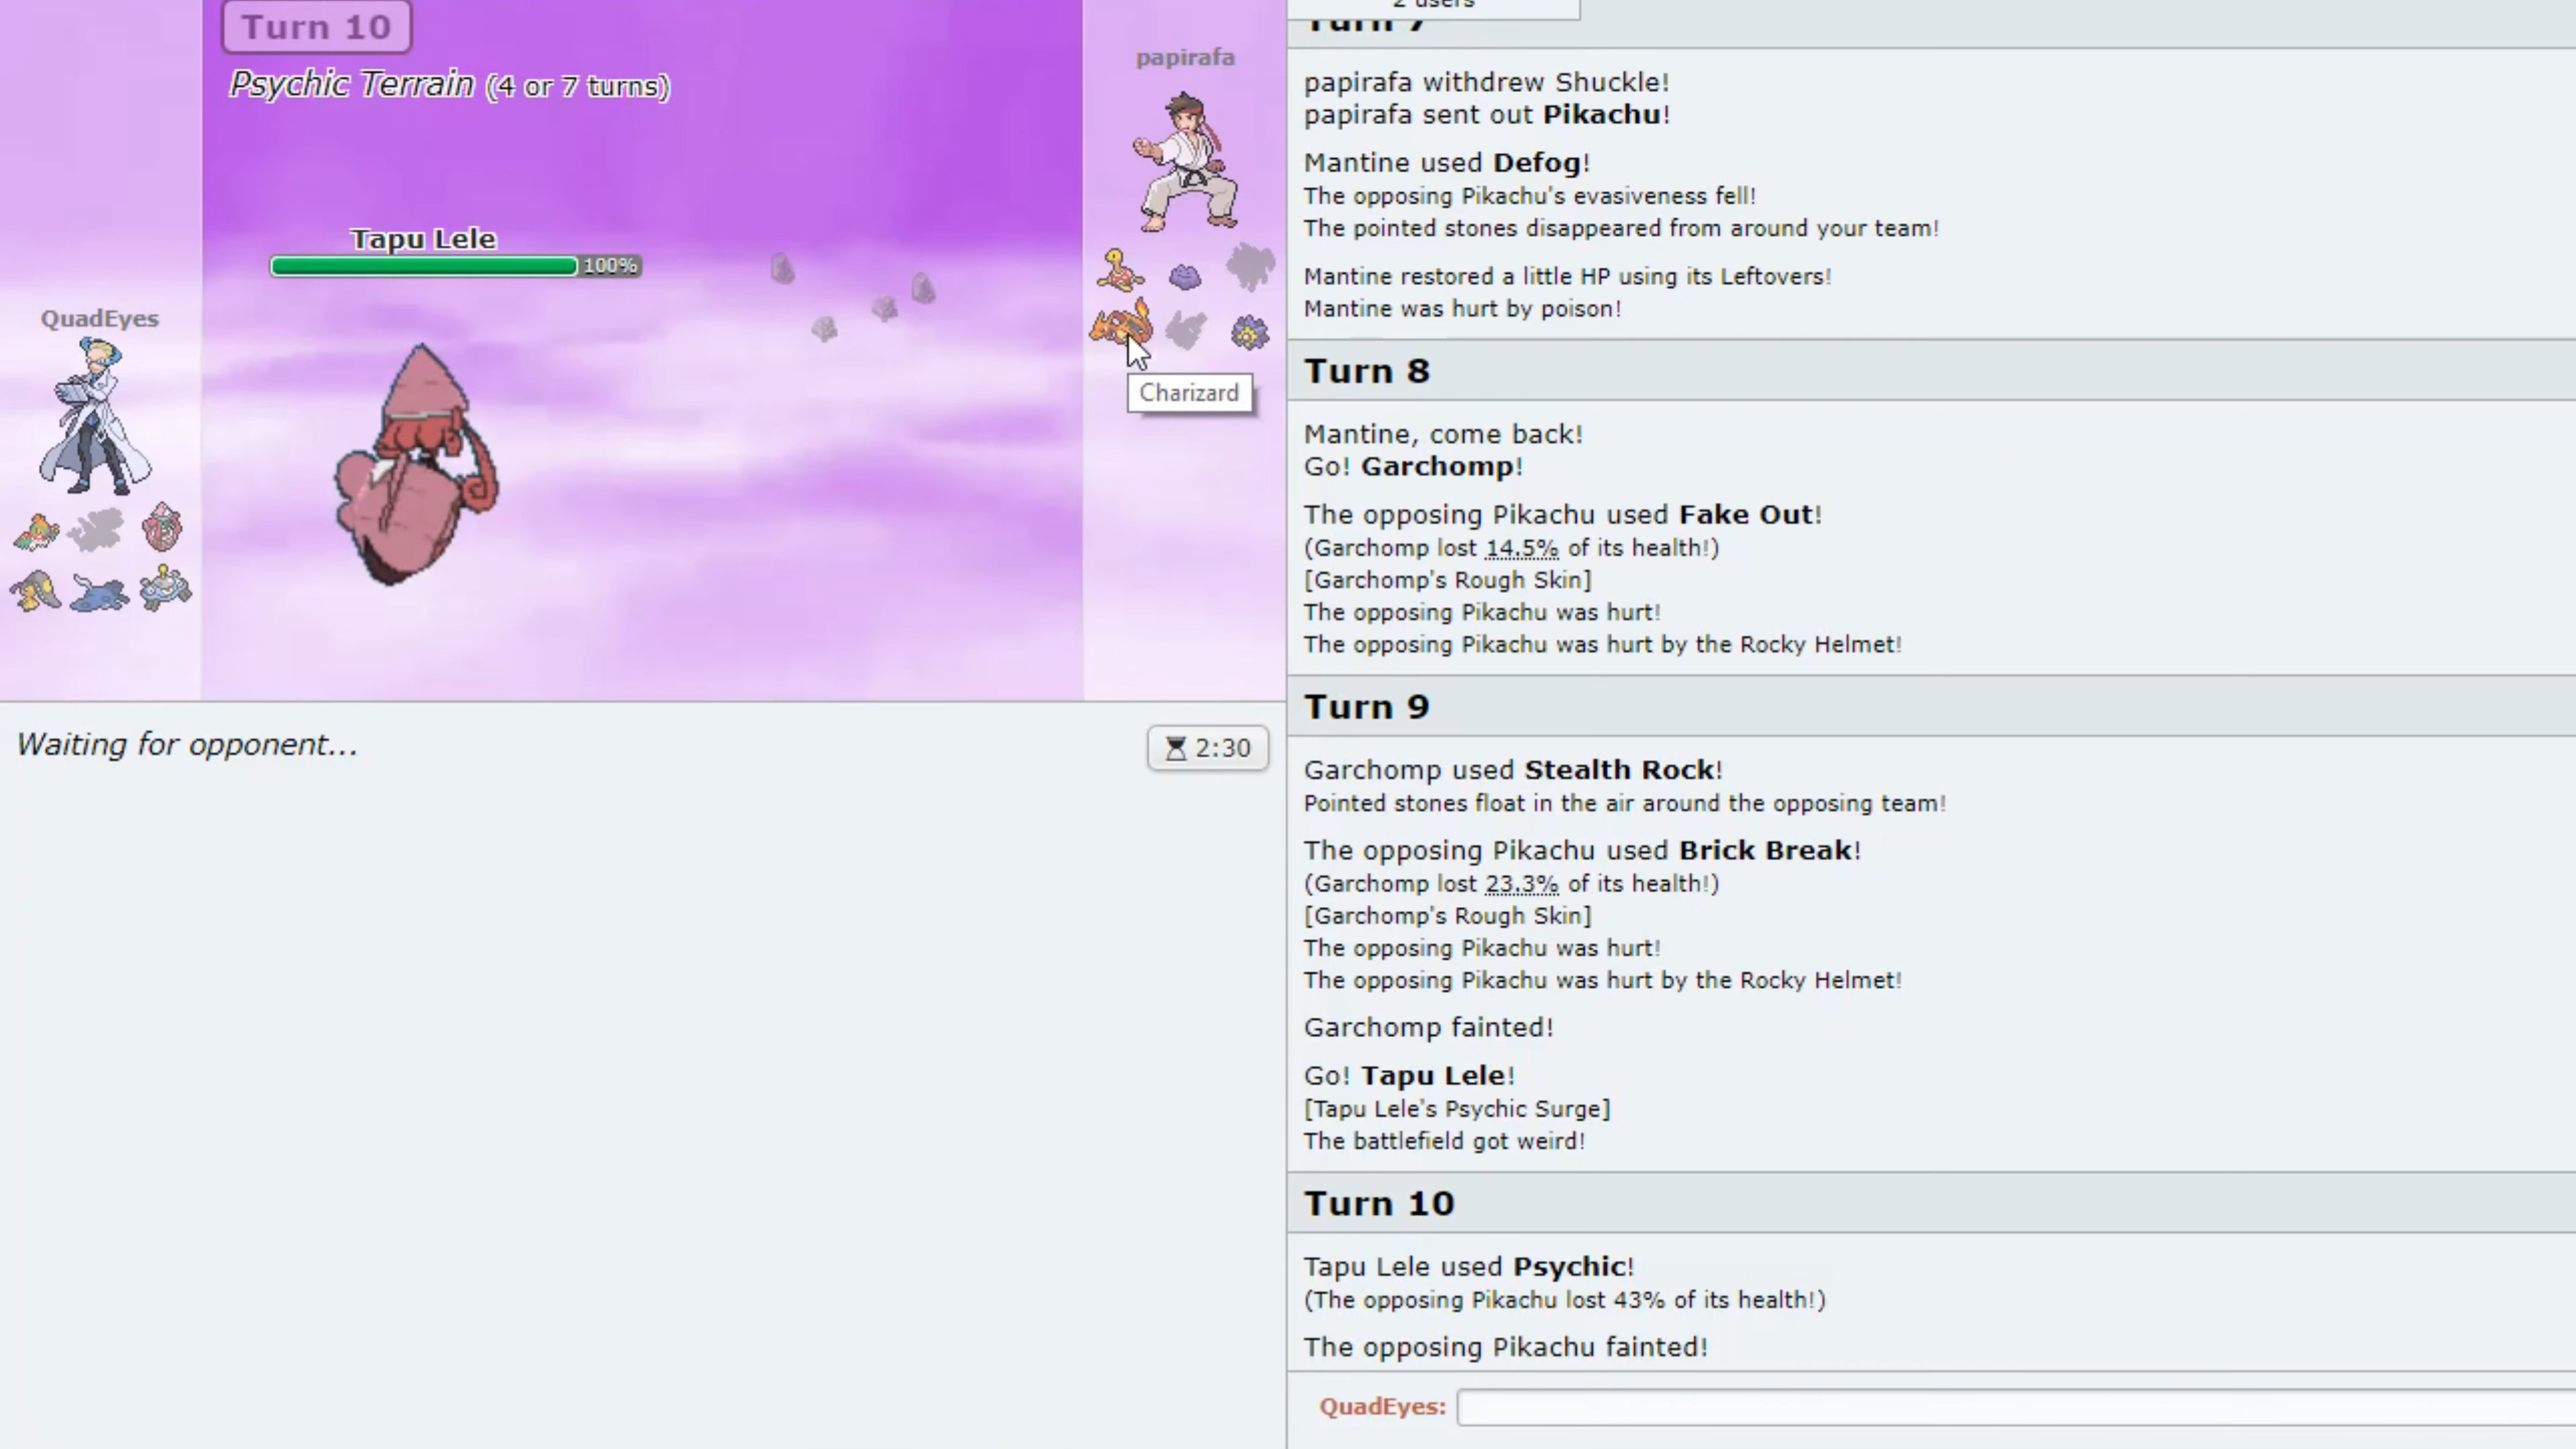 Turn 10
Psychic Terrain (4 or 7 turns)
Tapu Lele
100%
QuadEyes
papirafa
Charizard
Waiting for opponent...
2:30
2 users
Turn 7
papirafa withdrew Shuckle!
papirafa sent out Pikachu!
Mantine used Defog!
The opposing Pikachu's evasiveness fell!
The pointed stones disappeared from around your team!
Mantine restored a little HP using its Leftovers!
Mantine was hurt by poison!
Turn 8
Mantine, come back!
Go! Garchomp!
The opposing Pikachu used Fake Out!
(Garchomp lost 14.5% of its health!)
[Garchomp's Rough Skin]
The opposing Pikachu was hurt!
The opposing Pikachu was hurt by the Rocky Helmet!
Turn 9
Garchomp used Stealth Rock!
Pointed stones float in the air around the opposing team!
The opposing Pikachu used Brick Break!
(Garchomp lost 23.3% of its health!)
[Garchomp's Rough Skin]
The opposing Pikachu was hurt!
The opposing Pikachu was hurt by the Rocky Helmet!
Garchomp fainted!
Go! Tapu Lele!
[Tapu Lele's Psychic Surge]
The battlefield got weird!
Turn 10
Tapu Lele used Psychic!
(The opposing Pikachu lost 43% of its health!)
The opposing Pikachu fainted!
QuadEyes: